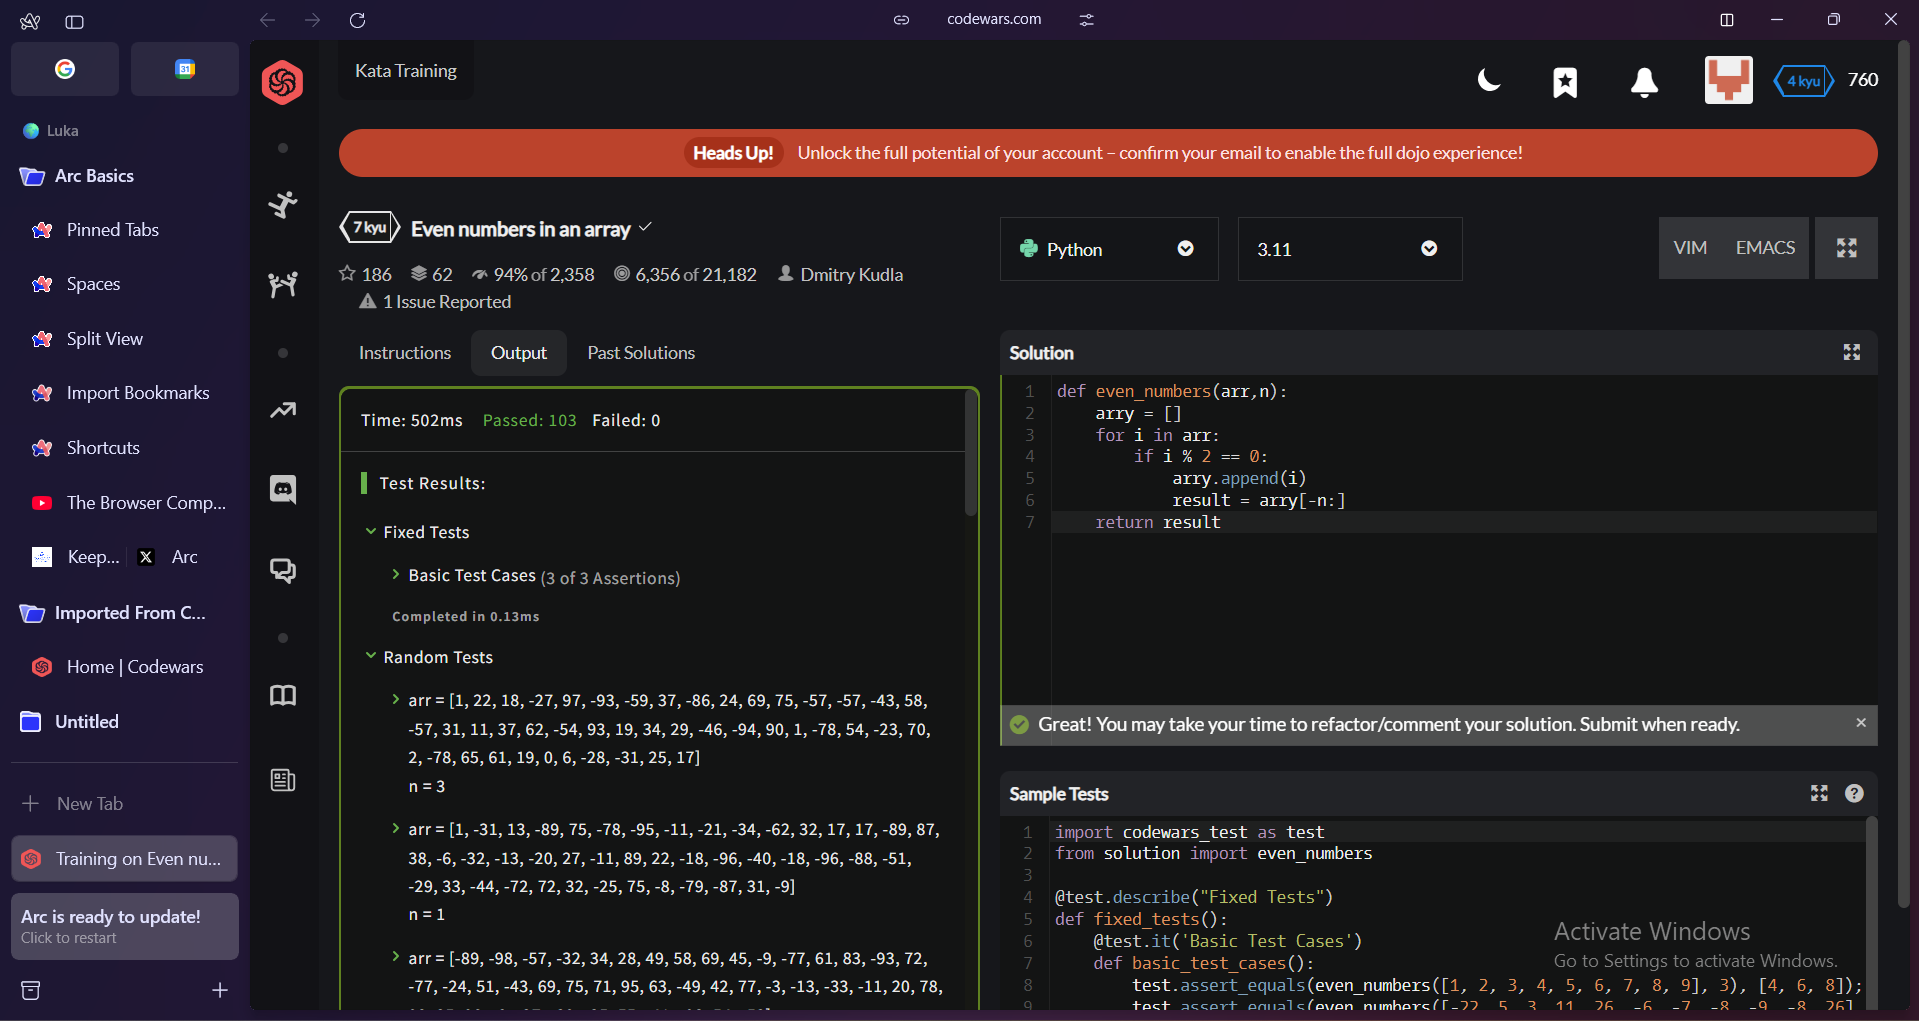 codewars.com
31
Luka
Arc Basics
Pinned Tabs
Spaces
Split View
Import Bookmarks
Shortcuts
The Browser Comp...
Keep...
X
Arc
Imported From C...
Home | Codewars
Untitled
New Tab
Training on Even nu...
Arc is ready to update!
Click to restart
Kata Training
4 kyu
760
Heads Up! Unlock the full potential of your account – confirm your email to enable the full dojo experience!
7 kyu Even numbers in an array
186 62 94% of 2,358 6,356 of 21,182 Dmitry Kudla
1 Issue Reported
Python
3.11
VIM EMACS
Instructions Output Past Solutions
Time: 502ms Passed: 103 Failed: 0
Test Results:
Fixed Tests
Basic Test Cases (3 of 3 Assertions)
Completed in 0.13ms
Random Tests
arr = [1, 22, 18, -27, 97, -93, -59, 37, -86, 24, 69, 75, -57, -57, -43, 58,
-57, 31, 11, 37, 62, -54, 93, 19, 34, 29, -46, -94, 90, 1, -78, 54, -23, 70,
2, -78, 65, 61, 19, 0, 6, -28, -31, 25, 17]
n = 3
arr = [1, -31, 13, -89, 75, -78, -95, -11, -21, -34, -62, 32, 17, 17, -89, 87,
38, -6, -32, -13, -20, 27, -11, 89, 22, -18, -96, -40, -18, -96, -88, -51,
-29, 33, -44, -72, 72, 32, -25, 75, -8, -79, -87, 31, -9]
n = 1
arr = [-89, -98, -57, -32, 34, 28, 49, 58, 69, 45, -9, -77, 61, 83, -93, 72,
-77, -24, 51, -43, 69, 75, 71, 95, 63, -49, 42, 77, -3, -13, -33, -11, 20, 78,
Solution
1 def even_numbers(arr,n):
2 arry = []
3 for i in arr:
4 if i % 2 == 0:
5 arry.append(i)
6 result = arry[-n:]
7 return result
Great! You may take your time to refactor/comment your solution. Submit when ready.
Sample Tests
1 import codewars_test as test
2 from solution import even_numbers
3
4 @test.describe("Fixed Tests")
5 def fixed_tests():
6 @test.it('Basic Test Cases')
7 def basic_test_cases():
8 test.assert_equals(even_numbers([1, 2, 3, 4, 5, 6, 7, 8, 9], 3), [4, 6, 8]);
9 test.assert_equals(even_numbers([-22, 5, 3, 11, 26, -6, -7, -8, -9, -8, 26],
Activate Windows
Go to Settings to activate Windows.